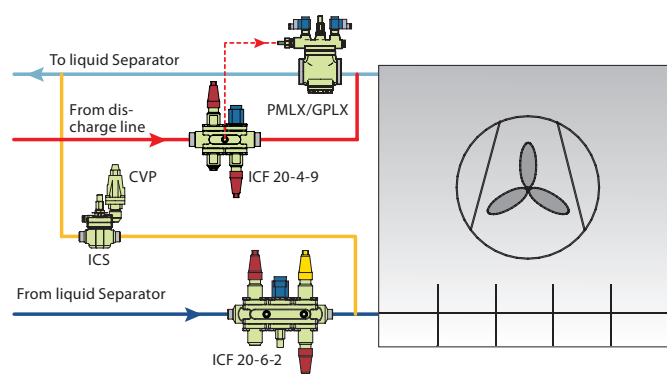 To liquid Separator
From dis-
charge line
PMLX/GPLX
CVP
ICF 20-4-9
ICS
From liquid Separator
ICF 20-6-2